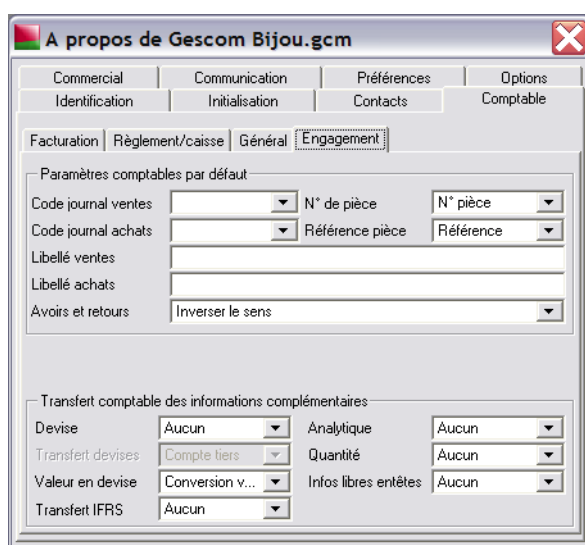 A propos de Gescom Bijou.gcm
Commercial Communication Préférences Options
Identification Initialisation Contacts Comptable
Facturation Règlement/caisse Général Engagement
Paramètres comptables par défaut
Code journal ventes N° de pièce N° pièce
Code journal achats Référence pièce Référence
Libellé ventes
Libellé achats
Avoirs et retours Inverser le sens
Transfert comptable des informations complémentaires
Devise Aucun Analytique Aucun
Transfert devises Compte tiers Quantité Aucun
Valeur en devise Conversion v... Infos libres entêtes Aucun
Transfert IFRS Aucun